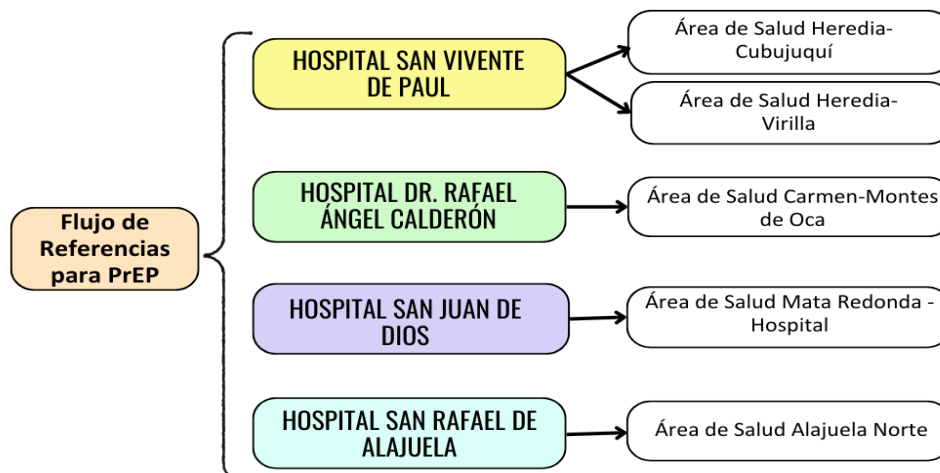 Flujo de
Referencias
para PrEP
HOSPITAL SAN VIVENTE
DE PAUL
Área de Salud Heredia-
Cubujuquí
Área de Salud Heredia-
Virilla
HOSPITAL DR. RAFAEL
ÁNGEL CALDERÓN
Área de Salud Carmen-Montes
de Oca
HOSPITAL SAN JUAN DE
DIOS
Área de Salud Mata Redonda -
Hospital
HOSPITAL SAN RAFAEL DE
ALAJUELA
Área de Salud Alajuela Norte